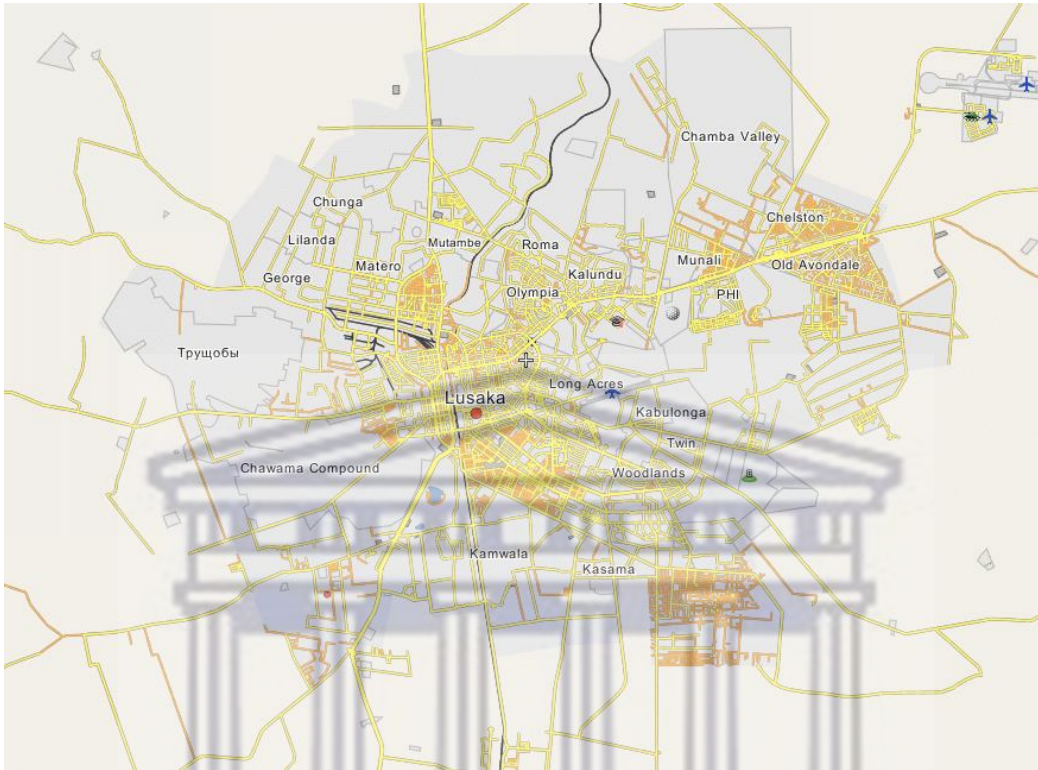 Chamba Valley
Chunga
Chelston
Lilanda
Mutambe
Roma
George
Matero
Kalundu
Munali
Old Avondale
Olympia
PHI
Трущобы
Long Acres
Lusaka
Kabulonga
Twin
Chawama Compound
Woodlands
Kamwala
Kasama